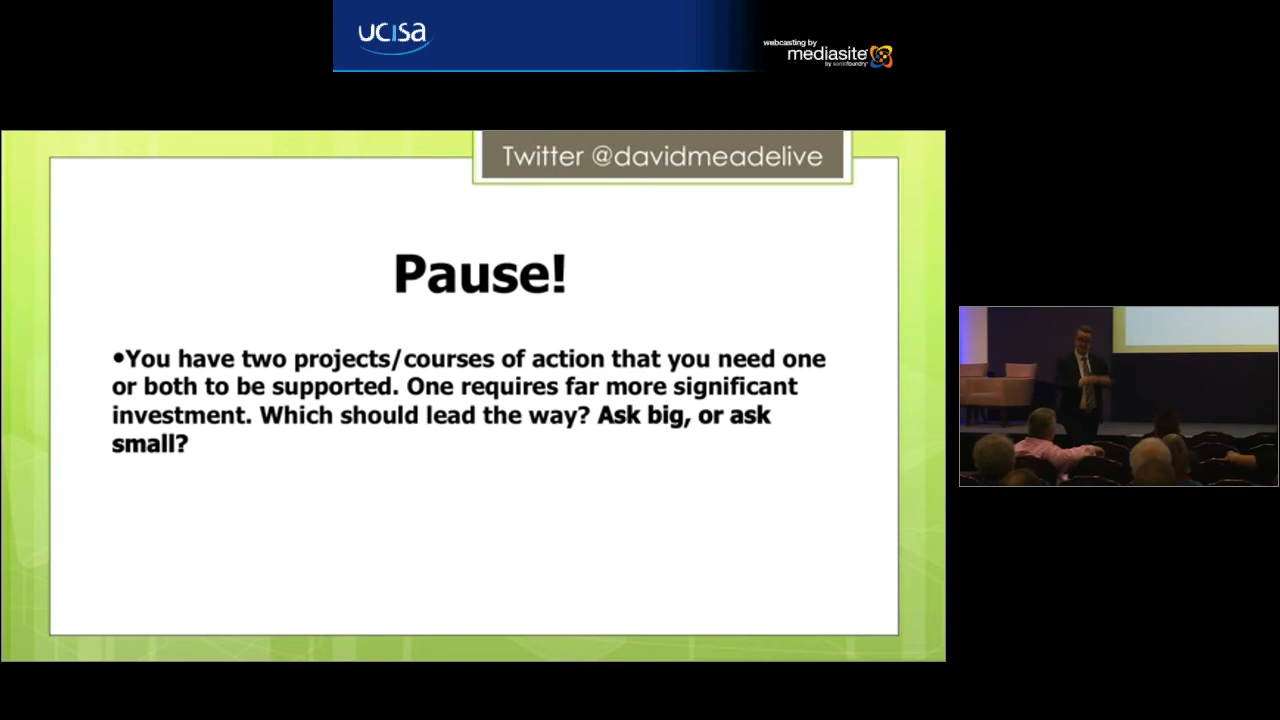 ucisa
webcasting by
mediasite
by sonicfoundry
Twitter @davidmeadelive
Pause!
•You have two projects/courses of action that you need one
or both to be supported. One requires far more significant
investment. Which should lead the way? Ask big, or ask
small?